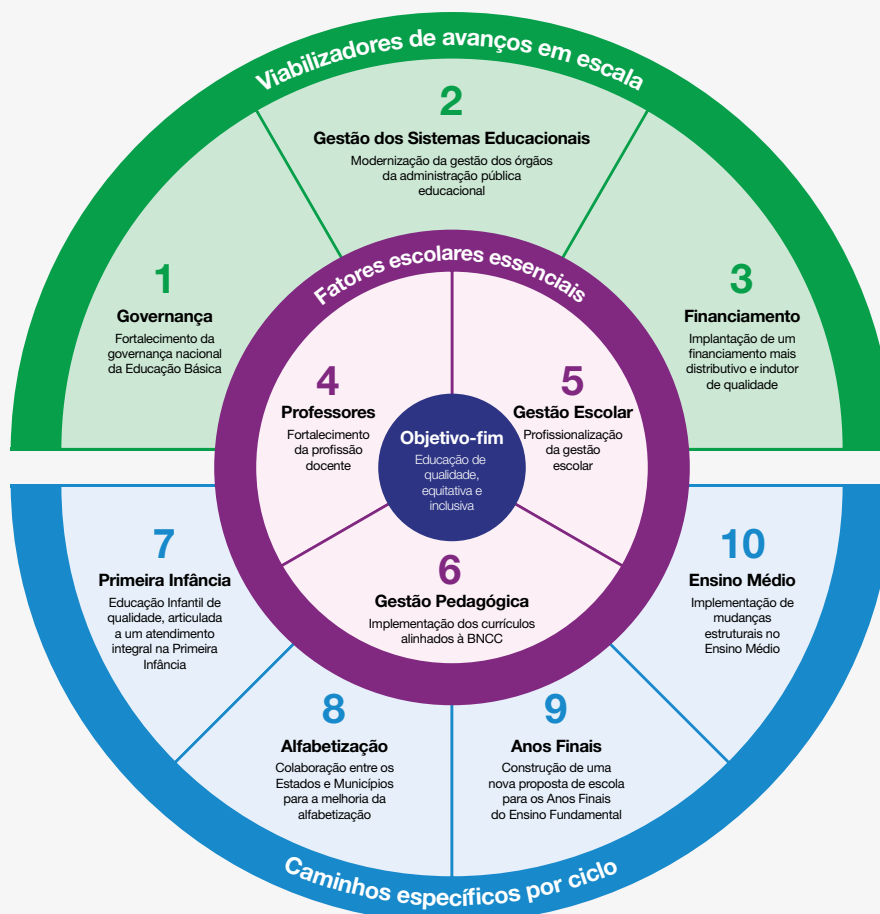 Viabilizadores de avanços em escala
1
Governança
Fortalecimento da
governança nacional
da Educação Básica
2
Gestão dos Sistemas Educacionais
Modernização da gestão dos órgãos
da administração pública
educacional
3
Financiamento
Implantação de um
financiamento mais
distributivo e indutor
de qualidade
Fatores escolares essenciais
4
Professores
Fortalecimento
da profissão
docente
5
Gestão Escolar
Profissionalização
da gestão
escolar
Objetivo-fim
Educação de
qualidade,
equitativa e
inclusiva
6
Gestão Pedagógica
Implementação dos currículos
alinhados à BNCC
7
Primeira Infância
Educação Infantil de
qualidade, articulada
a um atendimento
integral na Primeira
Infância
8
Alfabetização
Colaboração entre os
Estados e Municípios
para a melhoria da
alfabetização
9
Anos Finais
Construção de uma
nova proposta de escola
para os Anos Finais
do Ensino Fundamental
10
Ensino Médio
Implementação de
mudanças
estruturais no
Ensino Médio
Caminhos específicos por ciclo